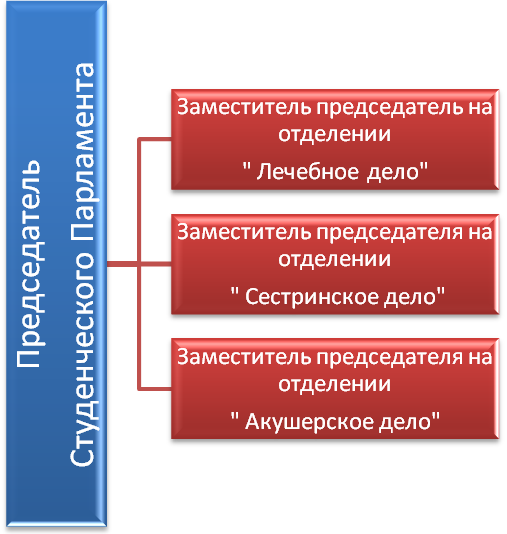 Председатель
Студенческого Парламента
Заместитель председатель на
отделении
" Лечебное дело"
Заместитель председателя на
отделении
" Сестринское дело"
Заместитель председателя на
отделении
" Акушерское дело"